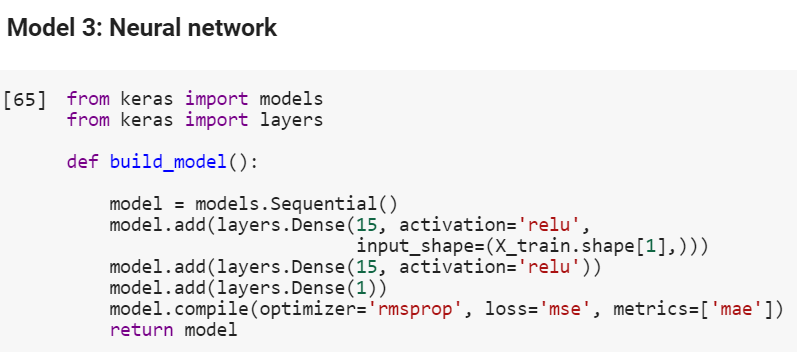 Model 3: Neural network
[65] from keras import models
from keras import layers
def build_model():
model = models.Sequential()
model.add(layers.Dense(15, activation='relu',
input_shape=(X_train.shape[1],)))
model.add(layers.Dense(15, activation='relu'))
model.add(layers.Dense(1))
model.compile(optimizer='rmsprop', loss='mse', metrics=['mae'])
return model